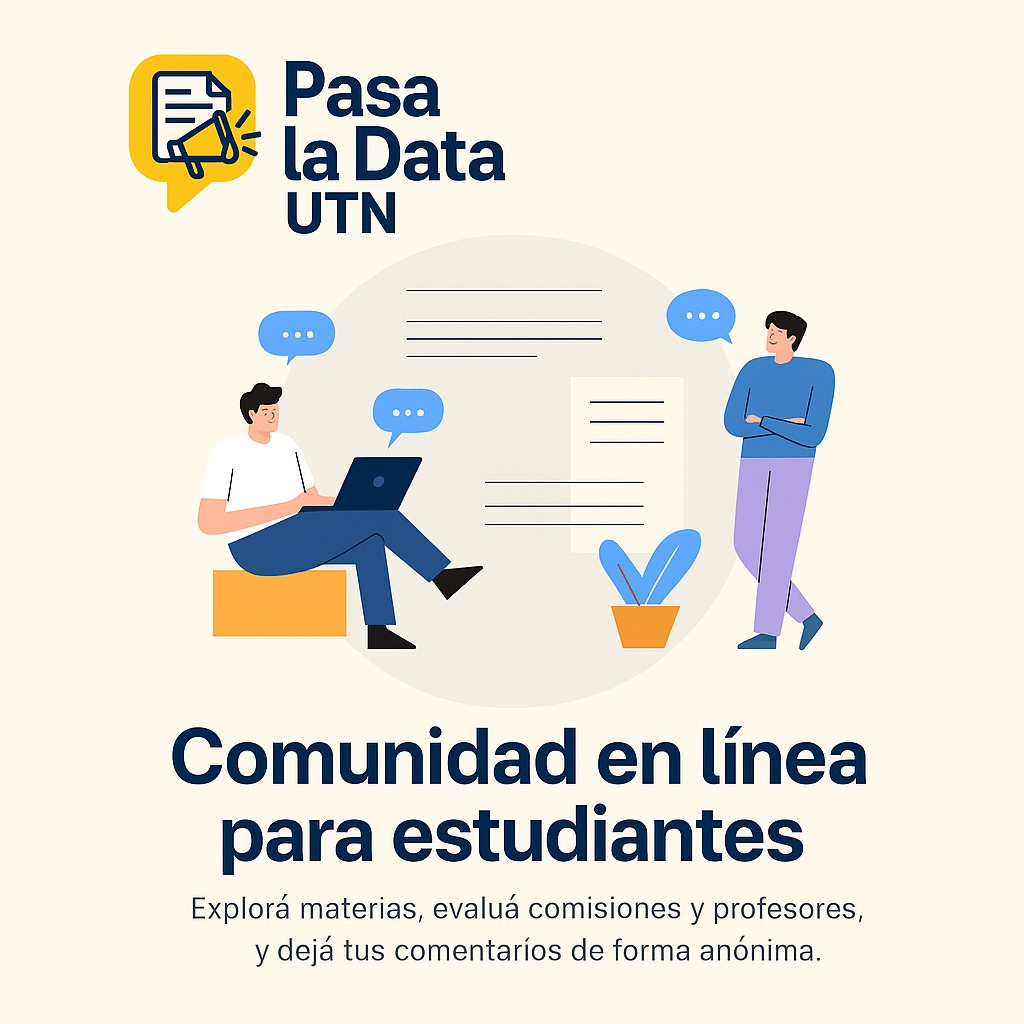 Pasa
la Data
UTN
Comunidad en línea
para estudiantes
Explorá materias, evaluá comisiones y profesores,
y dejá tus comentaríos de forma anónima.